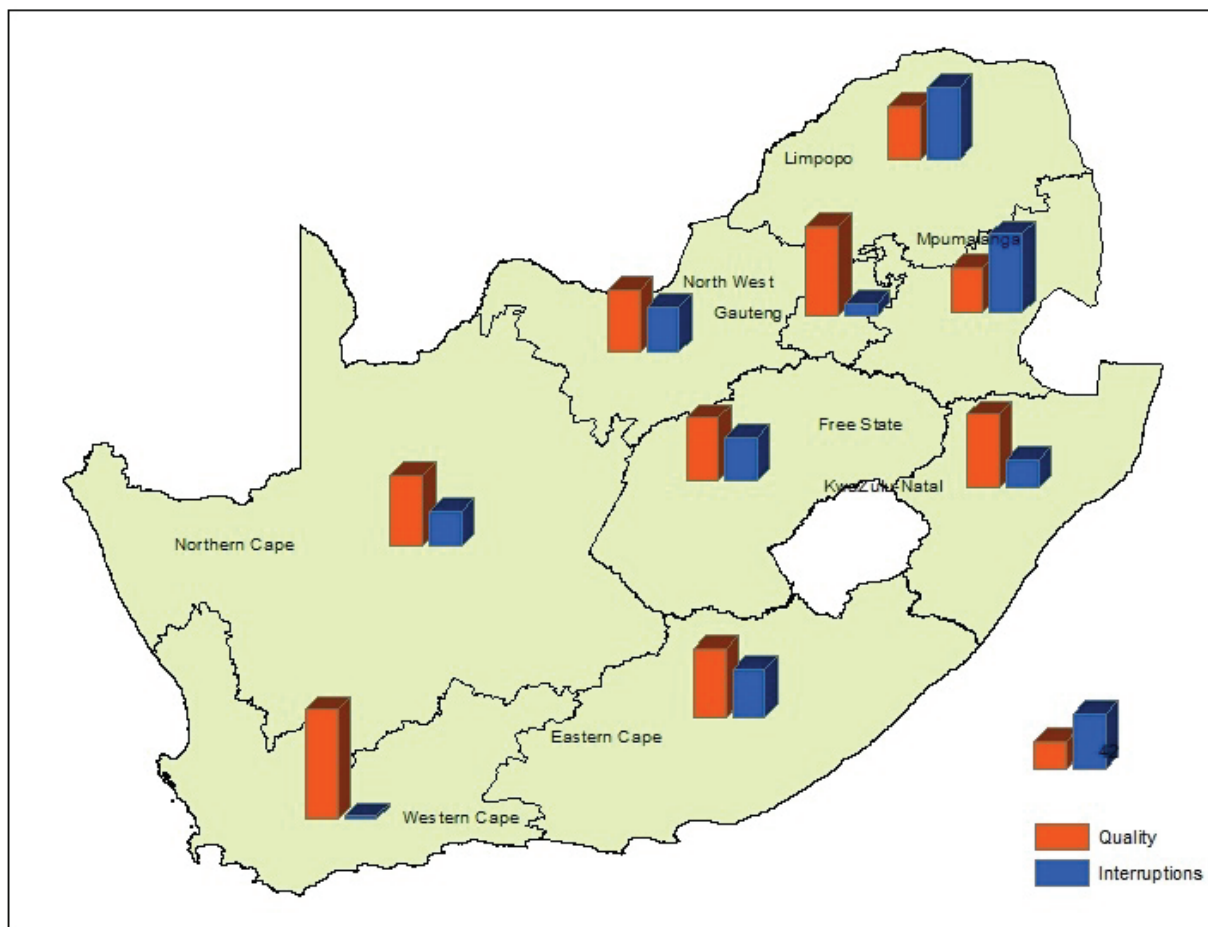 Limpopo
Mpumalanga
North West
Gauteng
Free State
KwaZulu-Natal
Northern Cape
Eastern Cape
Western Cape
Quality
Interruptions